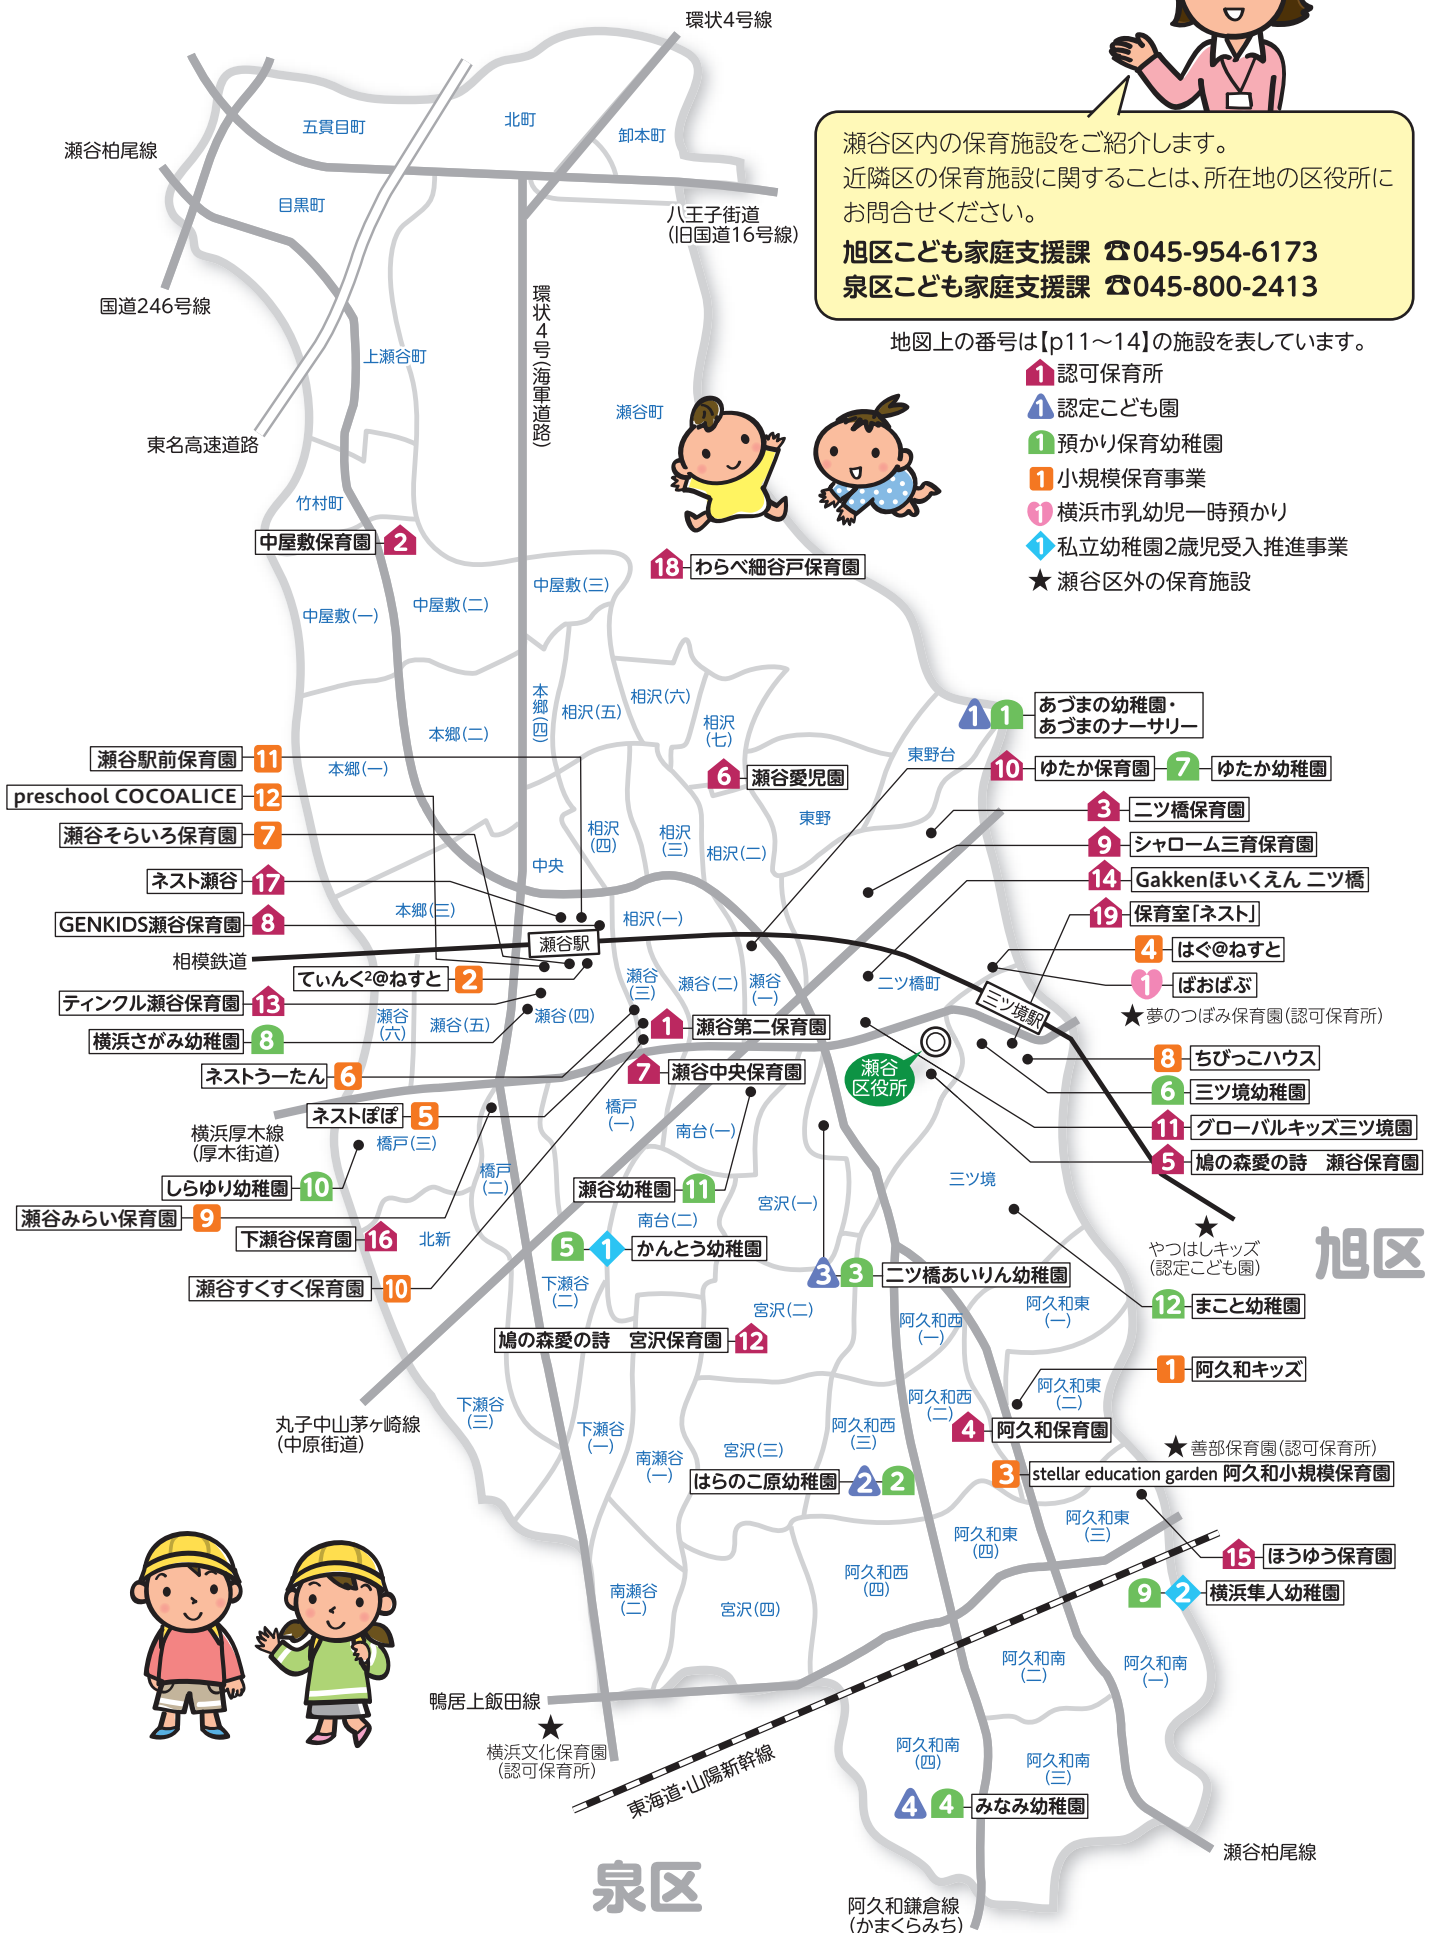 環状4号線
瀬谷区内の保育施設をご紹介します。
近隣区の保育施設に関することは、所在地の区役所に
お問合せください。
旭区こども家庭支援課 ☎045-954-6173
泉区こども家庭支援課 ☎045-800-2413
地図上の番号は【p11～14】の施設を表しています。
1 認可保育所
1 認定こども園
1 預かり保育幼稚園
1 小規模保育事業
1 横浜市乳幼児一時預かり
1 私立幼稚園2歳児受入推進事業
★ 瀬谷区外の保育施設
五貫目町
北町
卸本町
瀬谷柏尾線
目黒町
八王子街道
(旧国道16号線)
国道246号線
環状4号(海軍道路)
上瀬谷町
瀬谷町
東名高速道路
竹村町
中屋敷保育園 2
18 わらべ細谷戸保育園
中屋敷(三)
中屋敷(二)
中屋敷(一)
本郷(四)
相沢(六)
相沢(五)
相沢
(七)
本郷(二)
本郷(一)
1 1 あづまの幼稚園・
あづまのナーサリー
東野台
10 ゆたか保育園 7 ゆたか幼稚園
6 瀬谷愛児園
瀬谷駅前保育園 11
preschool COCOALICE 12
瀬谷そらいろ保育園 7
3 二ツ橋保育園
東野
相沢
(四)
相沢
(三)
相沢(二)
9 シャローム三育保育園
中央
14 Gakkenほいくえん 二ツ橋
ネスト瀬谷 17
本郷(三)
相沢(一)
19 保育室「ネスト」
GENKIDS瀬谷保育園 8
瀬谷駅
相模鉄道
4 はぐ@ねすと
てぃんく²@ねすと 2
瀬谷
(三)
瀬谷(二)
瀬谷
(一)
二ツ橋町
1 ばおばぶ
三ツ境駅
ティンクル瀬谷保育園 13
★夢のつぼみ保育園(認可保育所)
瀬谷
(六)
瀬谷(五)
瀬谷(四)
1 瀬谷第二保育園
横浜さがみ幼稚園 8
瀬谷
区役所
8 ちびっこハウス
7 瀬谷中央保育園
ネストうーたん 6
6 三ツ境幼稚園
ネストぽぽ 5
橋戸
(一)
南台(一)
11 グローバルキッズ三ツ境園
横浜厚木線
(厚木街道)
橋戸(三)
5 鳩の森愛の詩 瀬谷保育園
橋戸
(二)
三ツ境
しらゆり幼稚園 10
瀬谷幼稚園 11
宮沢(一)
瀬谷みらい保育園 9
南台(二)
下瀬谷保育園 16
北新
5 1 かんとう幼稚園
★
やつはしキッズ
(認定こども園)
旭区
3 3 二ツ橋あいりん幼稚園
瀬谷すくすく保育園 10
下瀬谷
(二)
12 まこと幼稚園
宮沢(二)
阿久和西
(一)
阿久和東
(一)
鳩の森愛の詩 宮沢保育園 12
1 阿久和キッズ
下瀬谷
(三)
阿久和西
(二)
阿久和東
(二)
丸子中山茅ヶ崎線
(中原街道)
下瀬谷
(一)
阿久和西
(三)
4 阿久和保育園
南瀬谷
(一)
宮沢(三)
★善部保育園(認可保育所)
はらのこ原幼稚園 2 2
3 stellar education garden 阿久和小規模保育園
阿久和東
(四)
阿久和東
(三)
15 ほうゆう保育園
阿久和西
(四)
南瀬谷
(二)
宮沢(四)
9 2 横浜隼人幼稚園
阿久和南
(二)
阿久和南
(一)
鴨居上飯田線
★
横浜文化保育園
(認可保育所)
阿久和南
(四)
阿久和南
(三)
東海道・山陽新幹線
4 4 みなみ幼稚園
瀬谷柏尾線
泉区
阿久和鎌倉線
(かまくらみち)